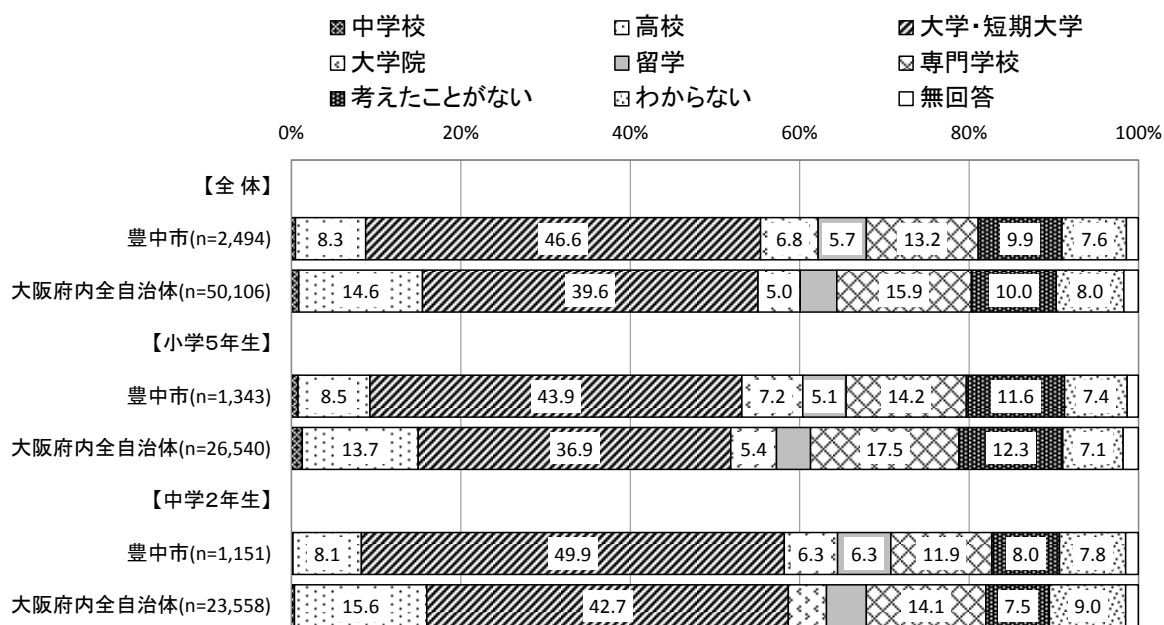 中学校 高校 大学・短期大学
大学院 留学 専門学校
考えたことがない わからない 無回答
0% 20% 40% 60% 80% 100%
【全 体】
豊中市(n=2,494) 8.3 46.6 6.8 5.7 13.2 9.9 7.6
大阪府内全自治体(n=50,106) 14.6 39.6 5.0 15.9 10.0 8.0
【小学5年生】
豊中市(n=1,343) 8.5 43.9 7.2 5.1 14.2 11.6 7.4
大阪府内全自治体(n=26,540) 13.7 36.9 5.4 17.5 12.3 7.1
【中学2年生】
豊中市(n=1,151) 8.1 49.9 6.3 6.3 11.9 8.0 7.8
大阪府内全自治体(n=23,558) 15.6 42.7 14.1 7.5 9.0